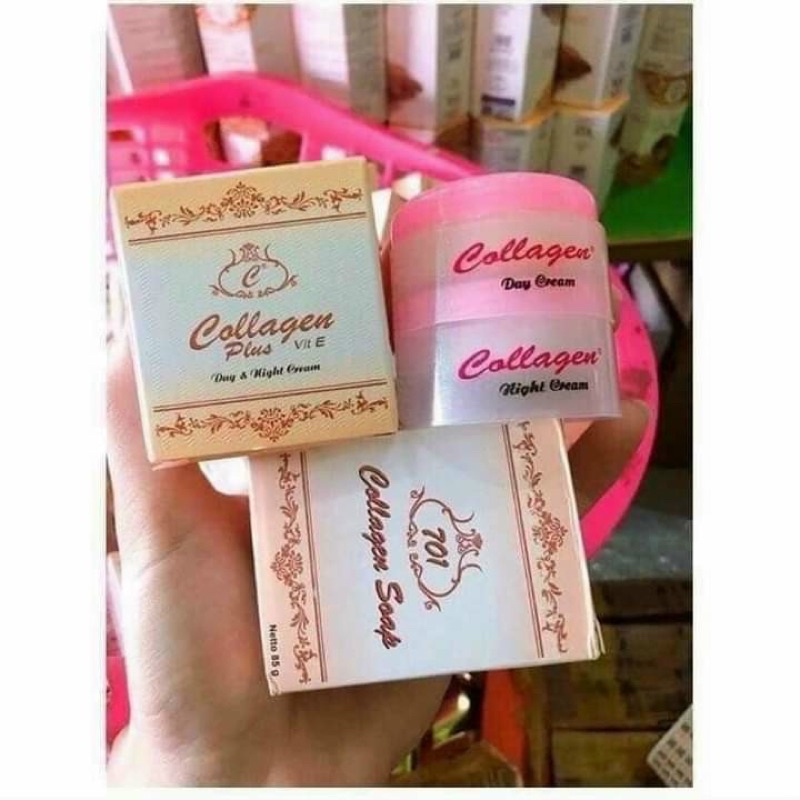 C
Collagen
Plus Vit E
Day & Night Cream
Collagen
Day Cream
Collagen
Night Cream
701
Collagen Soap
Netto 85 g